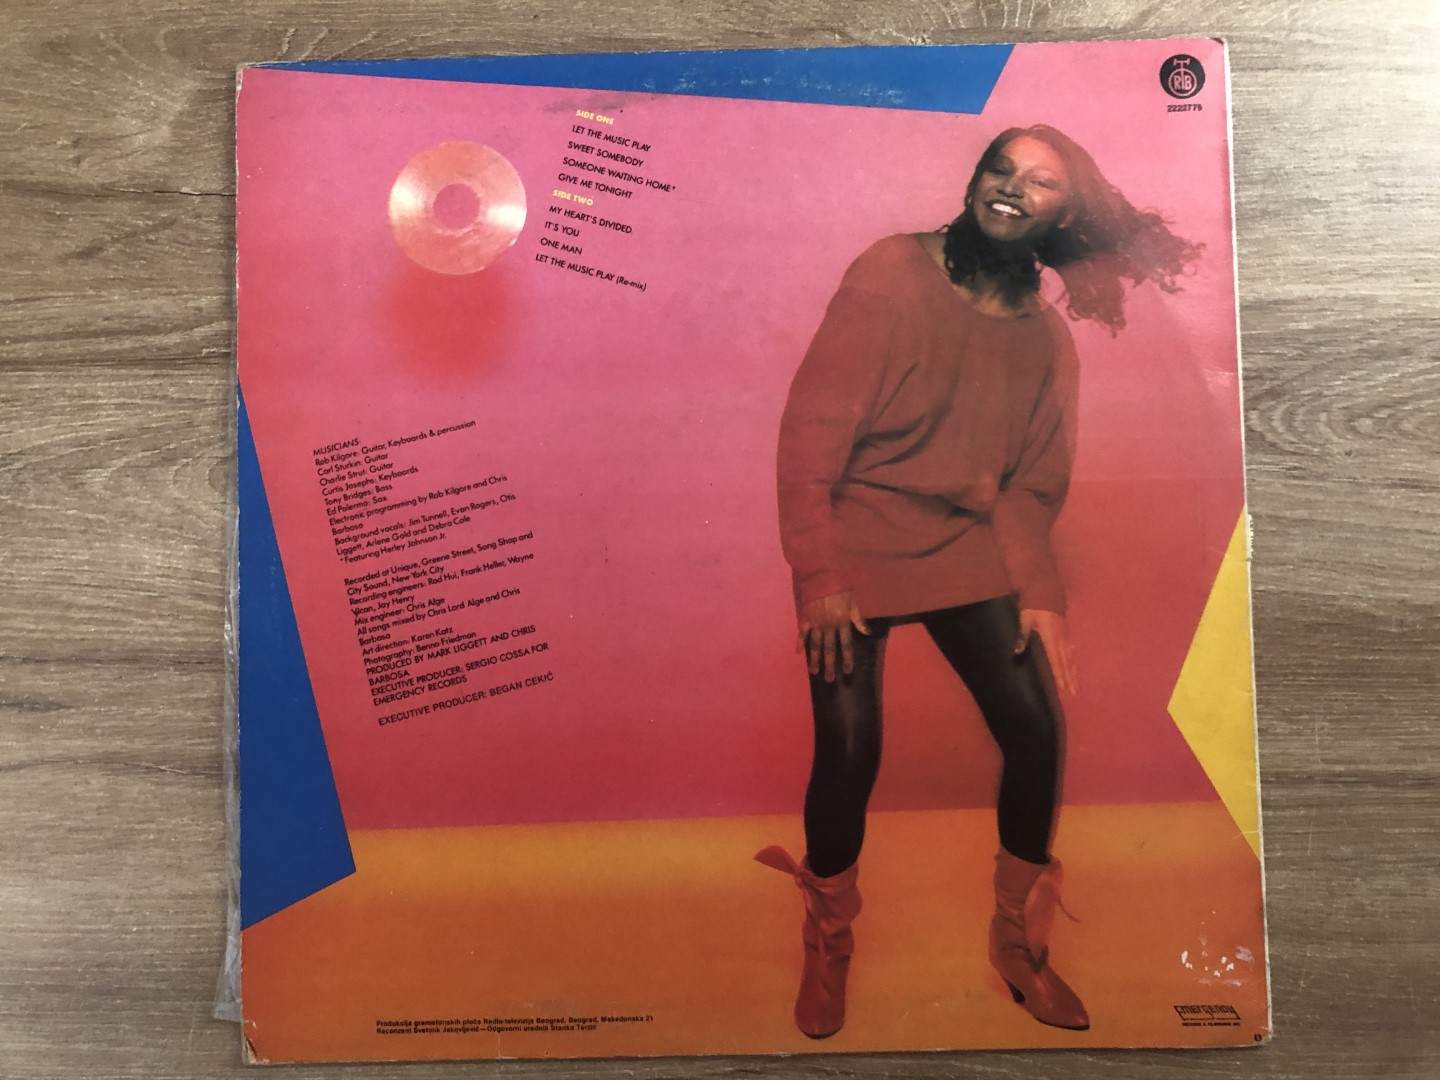 SIDE ONE
LET THE MUSIC PLAY
SWEET SOMEBODY
SOMEONE WAITING HOME*
GIVE ME TONIGHT
SIDE TWO
MY HEART'S DIVIDED
IT'S YOU
ONE MAN
LET THE MUSIC PLAY (Re-mix)
RTB
2222775
MUSICIANS:
Rob Kilgore: Guitar, Keyboards & percussion
Carl Sturkin: Guitar
Charlie Strut: Guitar
Curtis Josephs: Keyboards
Tony Bridges: Bass
Ed Palermo: Sax
Electronic programming by Rob Kilgore and Chris
Barbosa
Background vocals: Jim Tunnell, Evan Rogers, Otis
Liggett, Arlene Gold and Debra Cole
*Featuring Herley Johnson Jr.
Recorded at Unique, Greene Street, Song Shop and
City Sound, New York City
Recording engineers: Rod Hui, Frank Heller, Wayne
Vican, Jay Henry
Mix engineer: Chris Alge
All songs mixed by Chris Lord Alge and Chris
Barbosa
Art direction: Karen Katz
Photography: Benno Friedman
PRODUCED BY MARK LIGGETT AND CHRIS
BARBOSA
EXECUTIVE PRODUCER: SERGIO COSSA FOR
EMERGENCY RECORDS
EXECUTIVE PRODUCER: BEGAN CEKIĆ
Produkcija gramofonskih ploča Radio-televizije Beograd, Beograd, Makedonska 21
Recenzent Svetolik Jakovljević—Odgovorni urednik Stanko Terzić
EMERGENCY